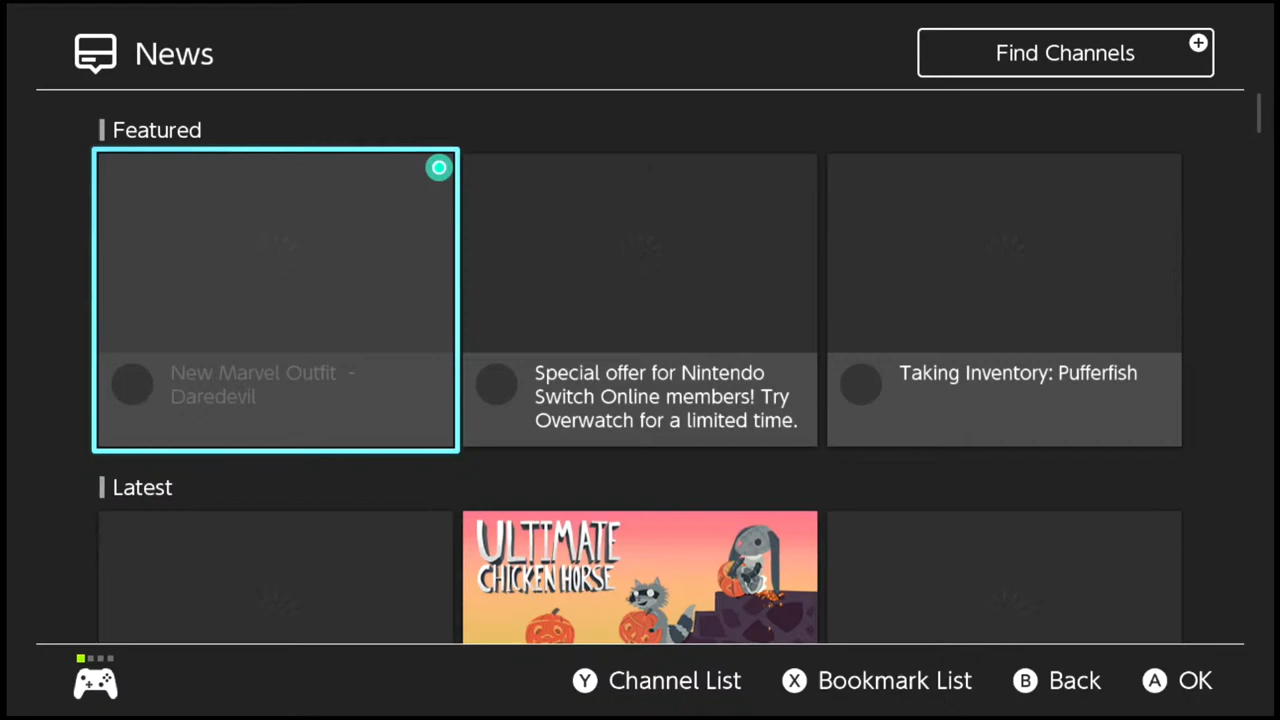 News
Find Channels
Featured
New Marvel Outfit -
Daredevil
Special offer for Nintendo
Switch Online members! Try
Overwatch for a limited time.
Taking Inventory: Pufferfish
Latest
ULTIMATE
CHICKEN HORSE
Y Channel List
X Bookmark List
B Back
A OK